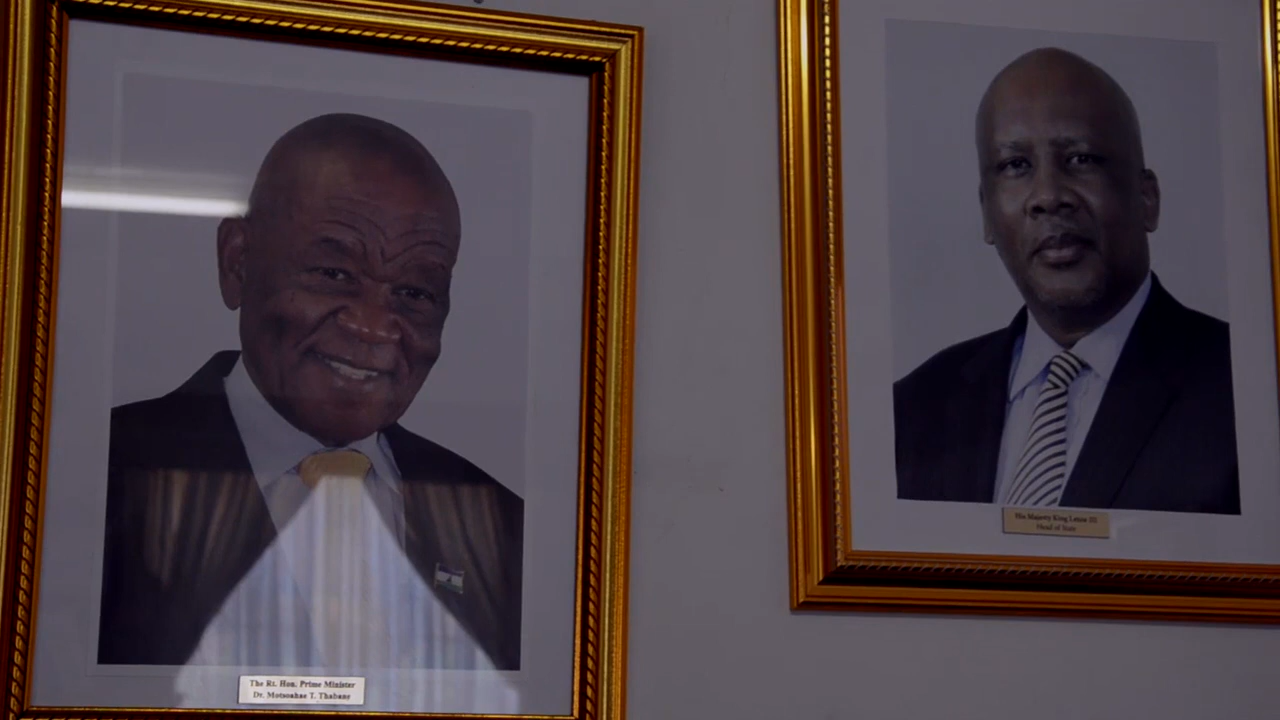 The Rt. Hon. Prime Minister
Dr. Motsoahae T. Thabane
His Majesty King Letsie III
Head of State